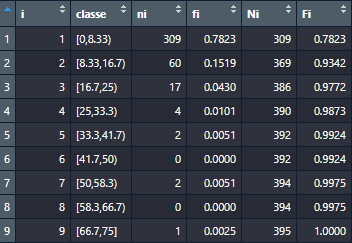 i classe ni fi Ni Fi
1 1 [0,8.33) 309 0.7823 309 0.7823
2 2 [8.33,16.7) 60 0.1519 369 0.9342
3 3 [16.7,25) 17 0.0430 386 0.9772
4 4 [25,33.3) 4 0.0101 390 0.9873
5 5 [33.3,41.7) 2 0.0051 392 0.9924
6 6 [41.7,50) 0 0.0000 392 0.9924
7 7 [50,58.3) 2 0.0051 394 0.9975
8 8 [58.3,66.7) 0 0.0000 394 0.9975
9 9 [66.7,75] 1 0.0025 395 1.0000